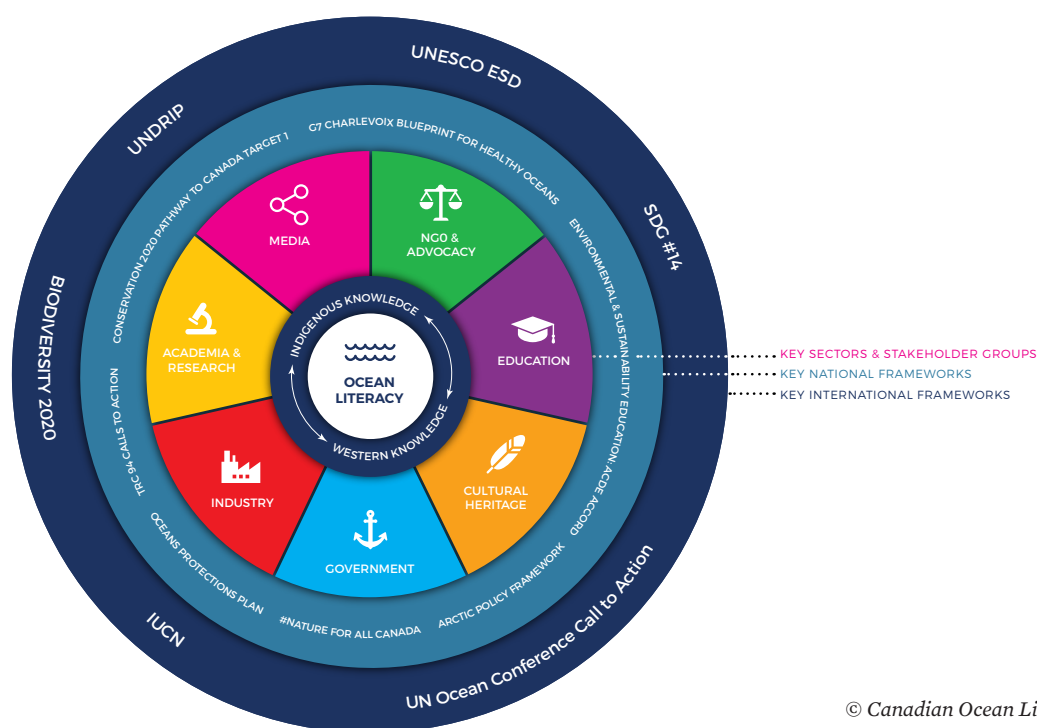 UNESCO ESD
SDG #14
UN Ocean Conference Call to Action
IUCN
BIODIVERSITY 2020
UNDRIP
G7 CHARLEVOIX BLUEPRINT FOR HEALTHY OCEANS
ENVIRONMENTAL & SUSTAINABILITY EDUCATION: ACDE ACCORD
ARCTIC POLICY FRAMEWORK
#NATURE FOR ALL CANADA
OCEANS PROTECTIONS PLAN
TRC 94 CALLS TO ACTION
CONSERVATION 2020 PATHWAY TO CANADA TARGET 1
MEDIA
NG0 &
ADVOCACY
EDUCATION
CULTURAL
HERITAGE
GOVERNMENT
INDUSTRY
ACADEMIA &
RESEARCH
INDIGENOUS KNOWLEDGE
WESTERN KNOWLEDGE
OCEAN
LITERACY
KEY SECTORS & STAKEHOLDER GROUPS
KEY NATIONAL FRAMEWORKS
KEY INTERNATIONAL FRAMEWORKS
© Canadian Ocean Li